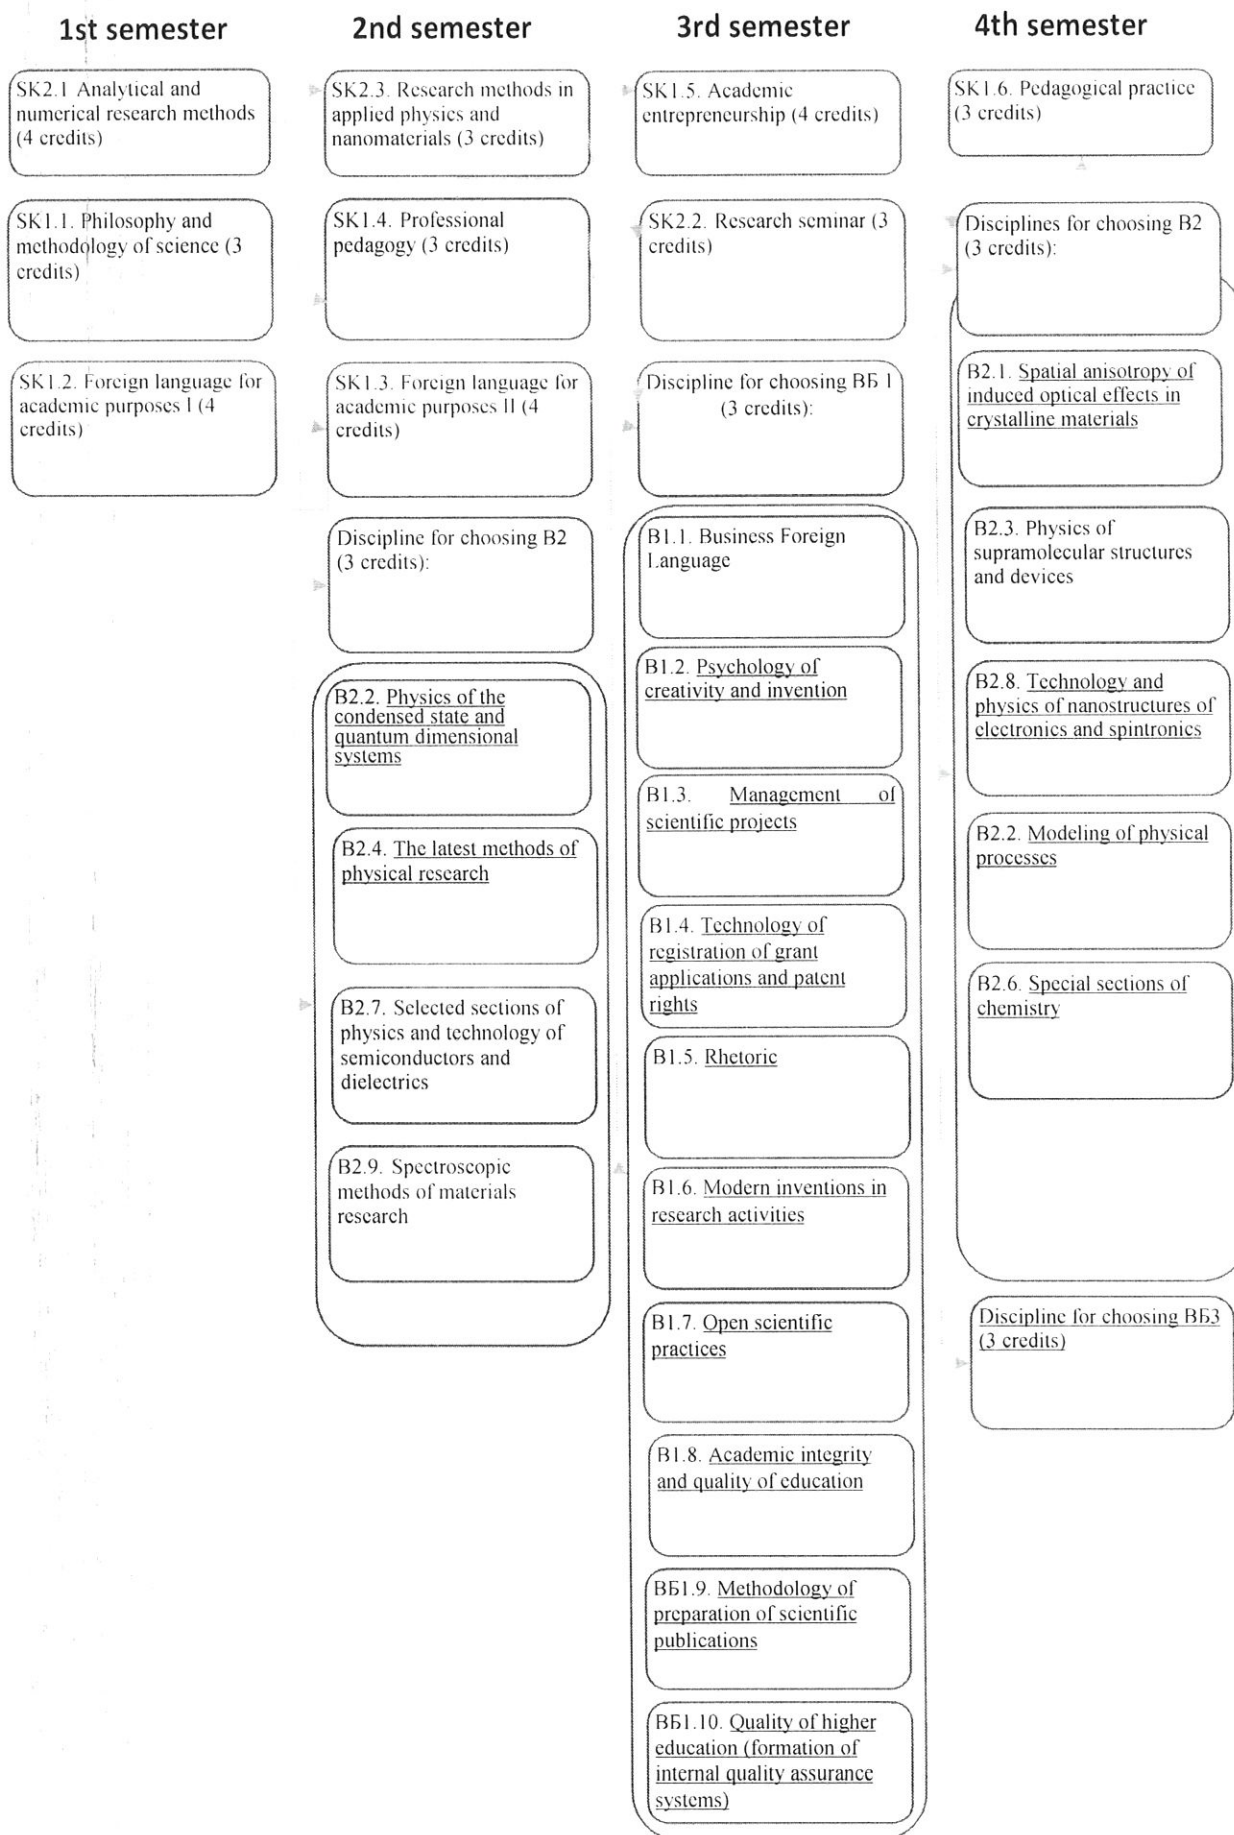 1st semester
SK2.1 Analytical and
numerical research methods
(4 credits)
SK1.1. Philosophy and
methodology of science (3
credits)
SK1.2. Foreign language for
academic purposes I (4
credits)
2nd semester
SK2.3. Research methods in
applied physics and
nanomaterials (3 credits)
SK1.4. Professional
pedagogy (3 credits)
SK1.3. Foreign language for
academic purposes II (4
credits)
Discipline for choosing B2
(3 credits):
B2.2. Physics of the
condensed state and
quantum dimensional
systems
B2.4. The latest methods of
physical research
B2.7. Selected sections of
physics and technology of
semiconductors and
dielectrics
B2.9. Spectroscopic
methods of materials
research
3rd semester
SK1.5. Academic
entrepreneurship (4 credits)
SK2.2. Research seminar (3
credits)
Discipline for choosing ВБ 1
(3 credits):
B1.1. Business Foreign
Language
B1.2. Psychology of
creativity and invention
B1.3. Management of
scientific projects
B1.4. Technology of
registration of grant
applications and patent
rights
B1.5. Rhetoric
B1.6. Modern inventions in
research activities
B1.7. Open scientific
practices
B1.8. Academic integrity
and quality of education
ВБ1.9. Methodology of
preparation of scientific
publications
ВБ1.10. Quality of higher
education (formation of
internal quality assurance
systems)
4th semester
SK1.6. Pedagogical practice
(3 credits)
Disciplines for choosing B2
(3 credits):
B2.1. Spatial anisotropy of
induced optical effects in
crystalline materials
B2.3. Physics of
supramolecular structures
and devices
B2.8. Technology and
physics of nanostructures of
electronics and spintronics
B2.2. Modeling of physical
processes
B2.6. Special sections of
chemistry
Discipline for choosing ВБ3
(3 credits)